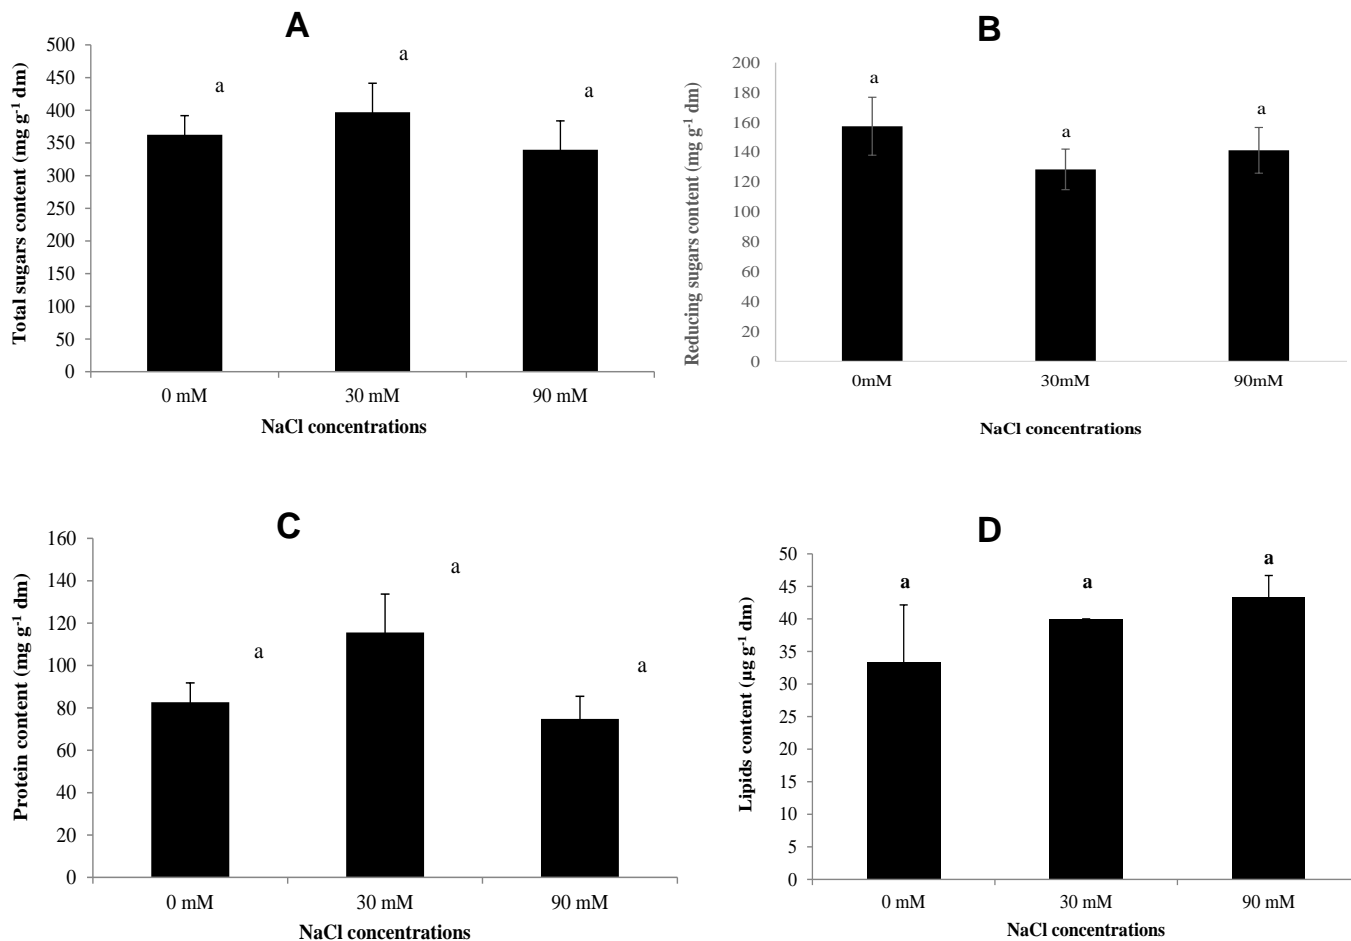 A
Total sugars content (mg g⁻¹ dm)
500
450
400
350
300
250
200
150
100
50
0
a
a
a
0 mM
30 mM
90 mM
NaCl concentrations
B
Reducing sugars content (mg g⁻¹ dm)
200
180
160
140
120
100
80
60
40
20
0
a
a
a
0mM
30mM
90mM
NaCl concentrations
C
Protein content (mg g⁻¹ dm)
160
140
120
100
80
60
40
20
0
a
a
a
0 mM
30 mM
90 mM
NaCl concentrations
D
Lipids content (µg g⁻¹ dm)
50
45
40
35
30
25
20
15
10
5
0
a
a
a
0 mM
30 mM
90 mM
NaCl concentrations